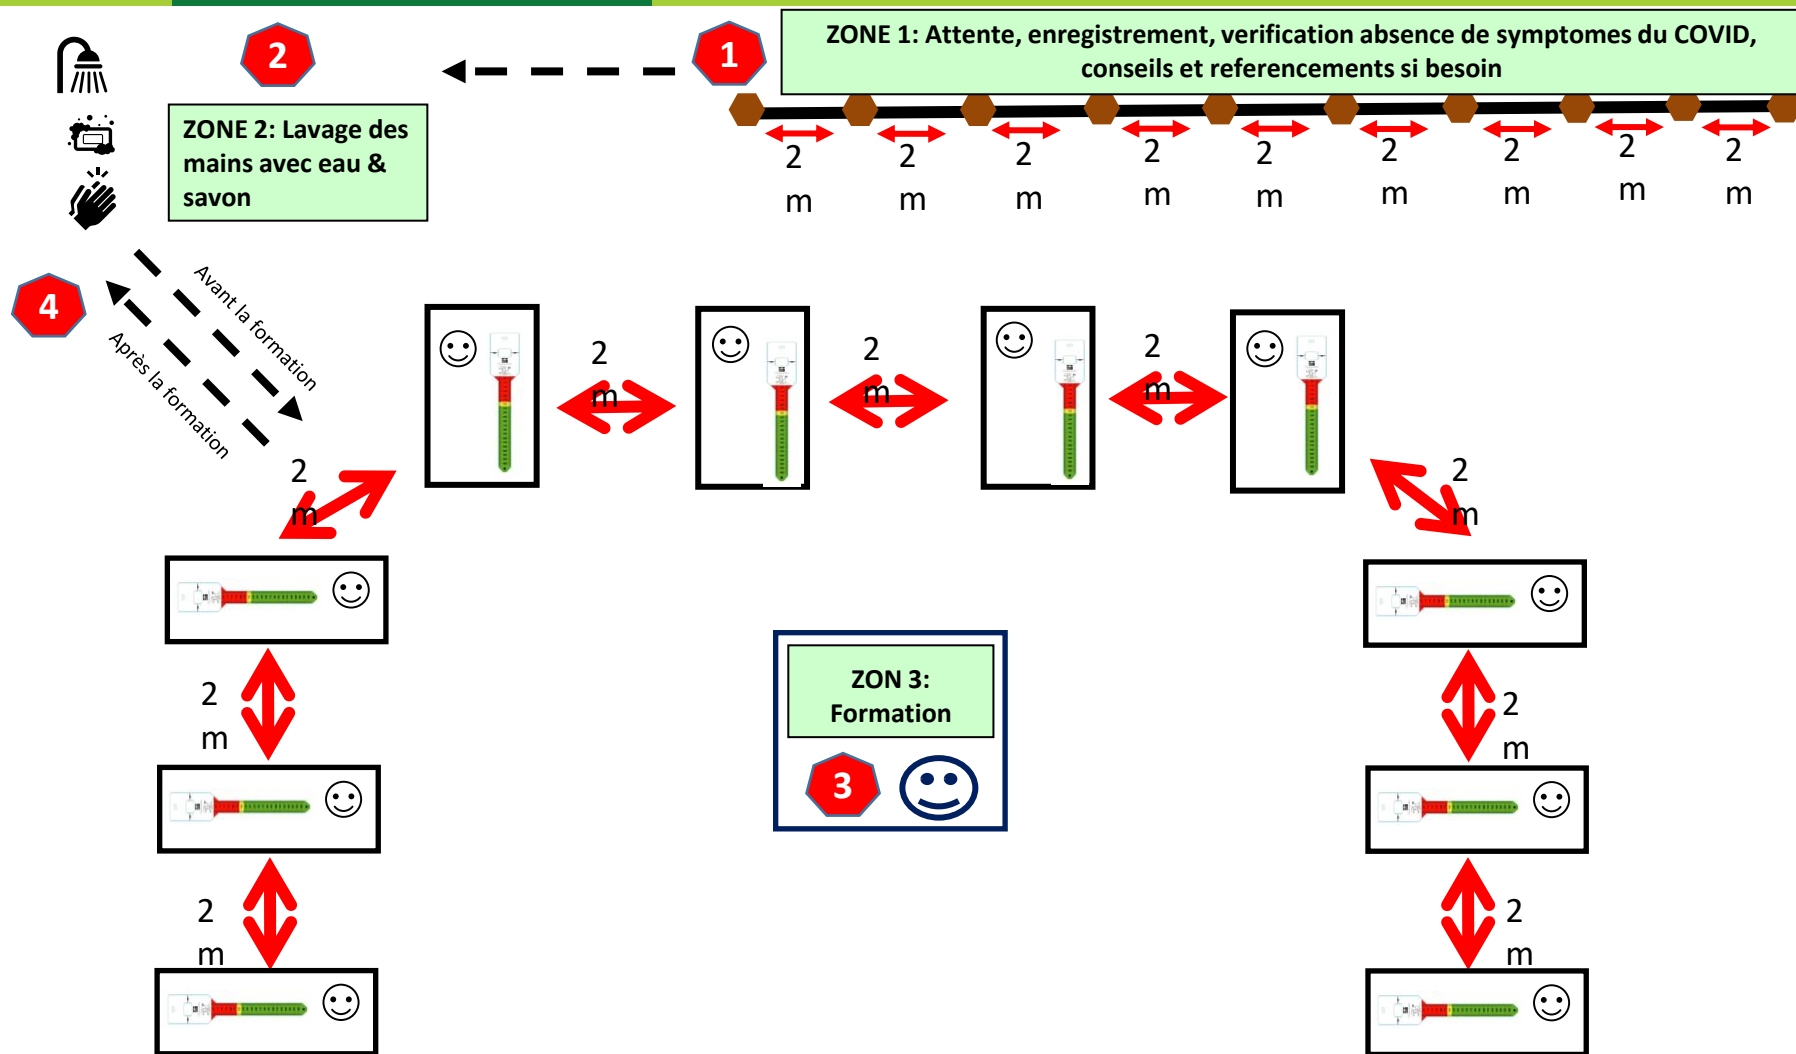 2
1
ZONE 1: Attente, enregistrement, verification absence de symptomes du COVID,
conseils et referencements si besoin
ZONE 2: Lavage des
mains avec eau &
savon
2
m
2
m
2
m
2
m
2
m
2
m
2
m
2
m
2
m
4
Avant la formation
Après la formation
2
m
2
m
2
m
2
m
2
m
2
m
2
m
ZON 3:
Formation
3
2
m
2
m